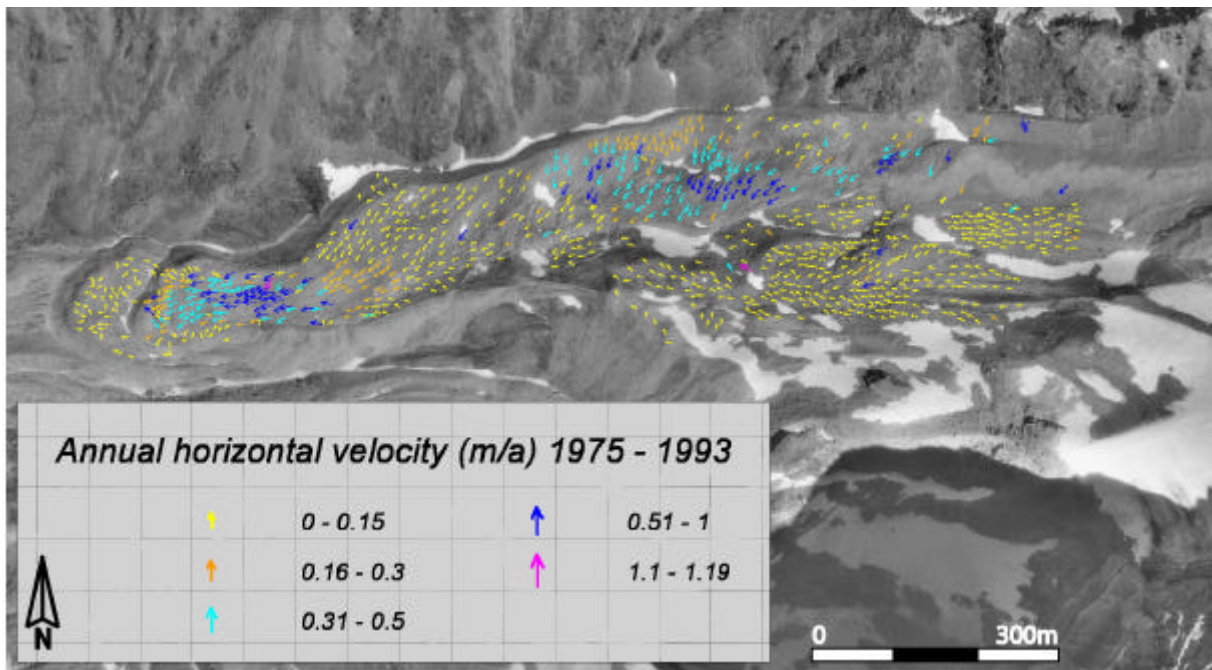 Annual horizontal velocity (m/a) 1975 - 1993
0 - 0.15
0.51 - 1
0.16 - 0.3
1.1 - 1.19
0.31 - 0.5
N
0 300m